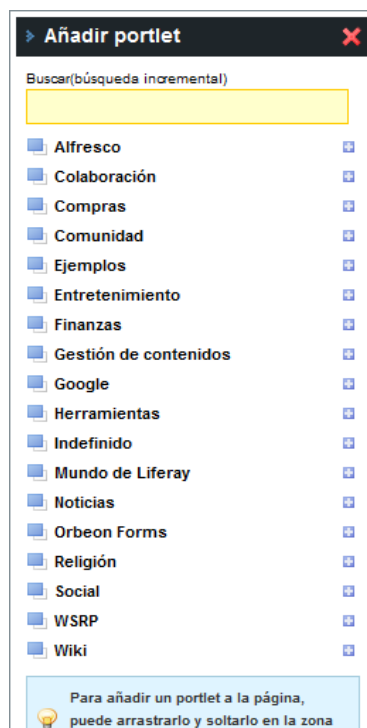 Añadir portlet
Buscar(búsqueda incremental)
Alfresco
Colaboración
Compras
Comunidad
Ejemplos
Entretenimiento
Finanzas
Gestión de contenidos
Google
Herramientas
Indefinido
Mundo de Liferay
Noticias
Orbeon Forms
Religión
Social
WSRP
Wiki
Para añadir un portlet a la página,
puede arrastrarlo y soltarlo en la zona